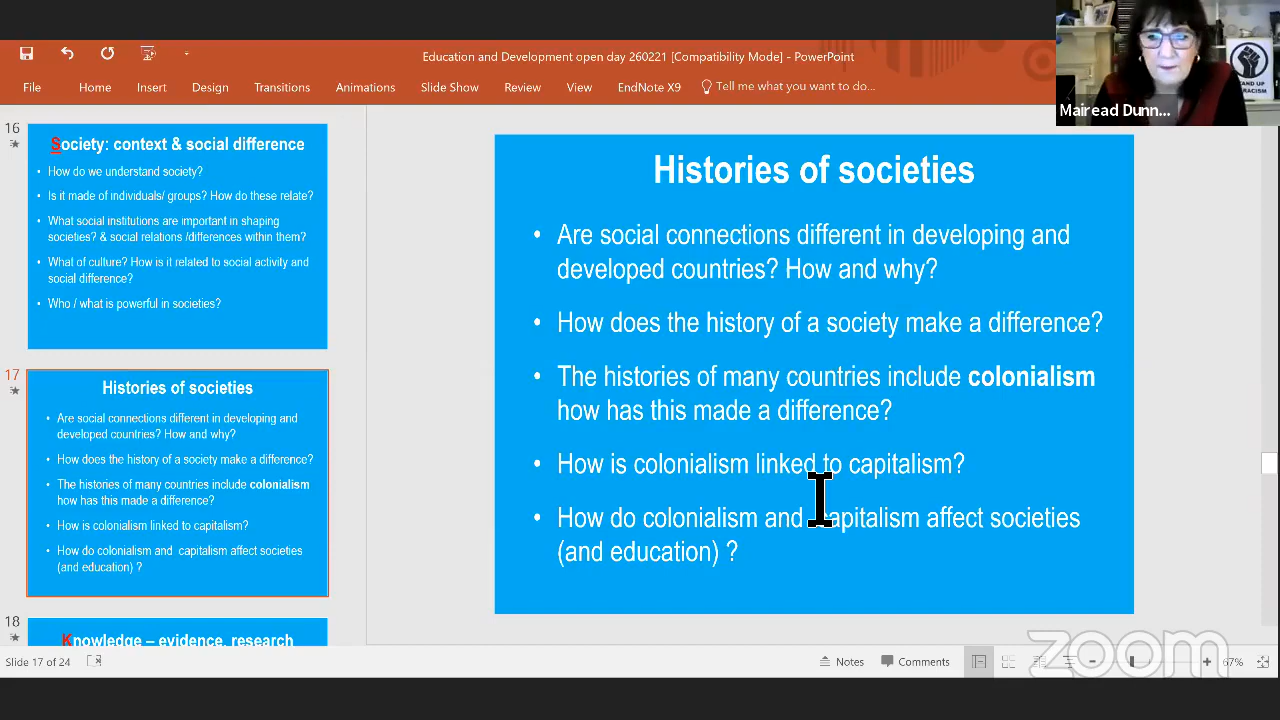 Education and Development open day 260221 [Compatibility Mode] - PowerPoint
File Home Insert Design Transitions Animations Slide Show Review View EndNote X9 Tell me what you want to do...
STAND UP
RACISM
Mairead Dunn...
16
Society: context & social difference
• How do we understand society?
• Is it made of individuals/ groups? How do these relate?
• What social institutions are important in shaping
societies? & social relations /differences within them?
• What of culture? How is it related to social activity and
social difference?
• Who / what is powerful in societies?
17
Histories of societies
• Are social connections different in developing and
developed countries? How and why?
• How does the history of a society make a difference?
• The histories of many countries include colonialism
how has this made a difference?
• How is colonialism linked to capitalism?
• How do colonialism and capitalism affect societies
(and education) ?
18
Knowledge – evidence, research
Histories of societies
• Are social connections different in developing and
developed countries? How and why?
• How does the history of a society make a difference?
• The histories of many countries include colonialism
how has this made a difference?
• How is colonialism linked to capitalism?
• How do colonialism and capitalism affect societies
(and education) ?
Slide 17 of 24
Notes Comments 67%
zoom